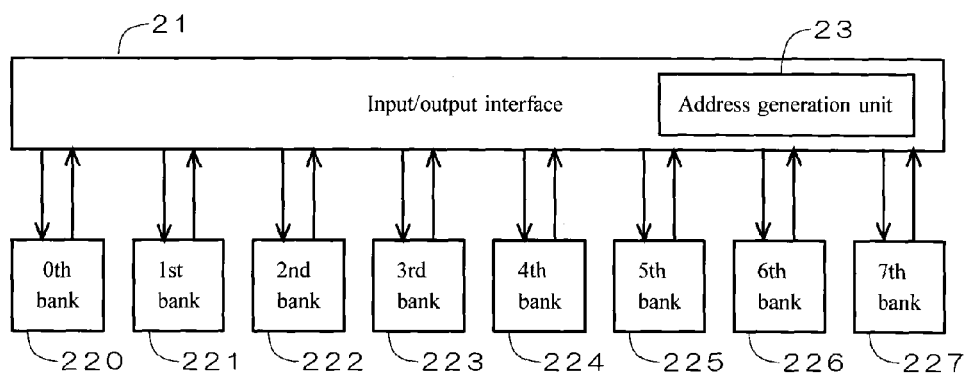 21
23
Input/output interface
Address generation unit
0th bank
1st bank
2nd bank
3rd bank
4th bank
5th bank
6th bank
7th bank
220
221
222
223
224
225
226
227